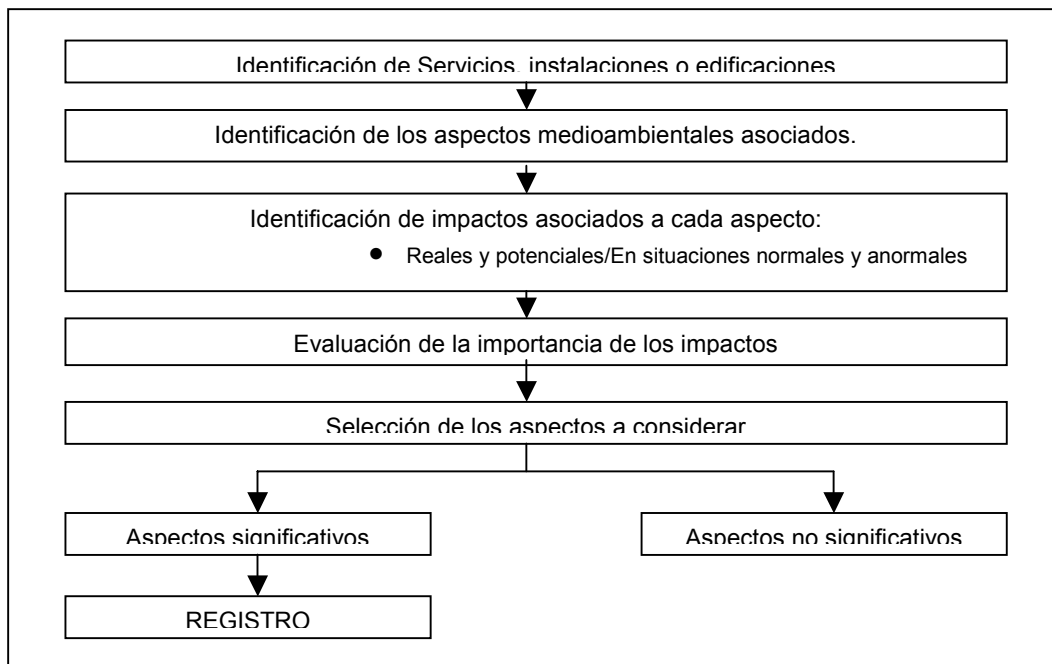 Identificación de Servicios, instalaciones o edificaciones
Identificación de los aspectos medioambientales asociados.
Identificación de impactos asociados a cada aspecto:
● Reales y potenciales/En situaciones normales y anormales
Evaluación de la importancia de los impactos
Selección de los aspectos a considerar
Aspectos significativos
Aspectos no significativos
REGISTRO